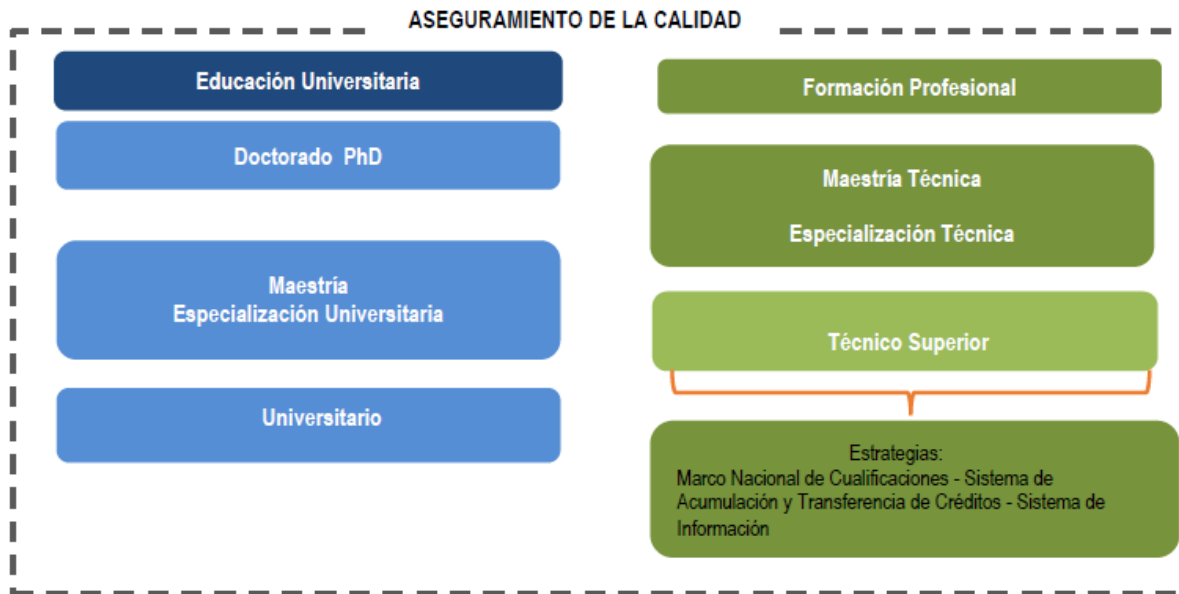 ASEGURAMIENTO DE LA CALIDAD
Educación Universitaria
Doctorado PhD
Maestría
Especialización Universitaria
Universitario
Formación Profesional
Maestría Técnica
Especialización Técnica
Técnico Superior
Estrategias:
Marco Nacional de Cualificaciones - Sistema de
Acumulación y Transferencia de Créditos - Sistema de
Información